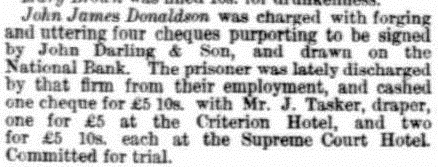 was fined 10s. for drunkenness.
John James Donaldson was charged with forging
and uttering four cheques purporting to be signed
by John Darling & Son, and drawn on the
National Bank. The prisoner was lately discharged
by that firm from their employment, and cashed
one cheque for £5 10s. with Mr. J. Tasker, draper,
one for £5 at the Criterion Hotel, and two
for £5 10s. each at the Supreme Court Hotel.
Committed for trial.